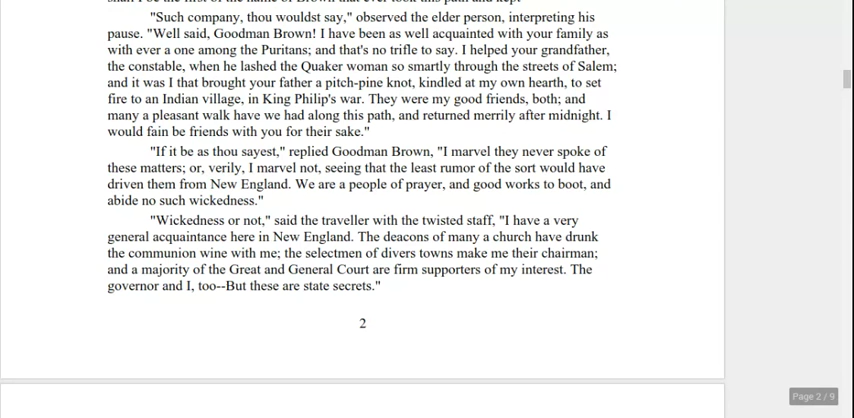 "Such company, thou wouldst say," observed the elder person, interpreting his
pause. "Well said, Goodman Brown! I have been as well acquainted with your family as
with ever a one among the Puritans; and that's no trifle to say. I helped your grandfather,
the constable, when he lashed the Quaker woman so smartly through the streets of Salem;
and it was I that brought your father a pitch-pine knot, kindled at my own hearth, to set
fire to an Indian village, in King Philip's war. They were my good friends, both; and
many a pleasant walk have we had along this path, and returned merrily after midnight. I
would fain be friends with you for their sake."
"If it be as thou sayest," replied Goodman Brown, "I marvel they never spoke of
these matters; or, verily, I marvel not, seeing that the least rumor of the sort would have
driven them from New England. We are a people of prayer, and good works to boot, and
abide no such wickedness."
"Wickedness or not," said the traveller with the twisted staff, "I have a very
general acquaintance here in New England. The deacons of many a church have drunk
the communion wine with me; the selectmen of divers towns make me their chairman;
and a majority of the Great and General Court are firm supporters of my interest. The
governor and I, too--But these are state secrets."
2
Page 2 / 9